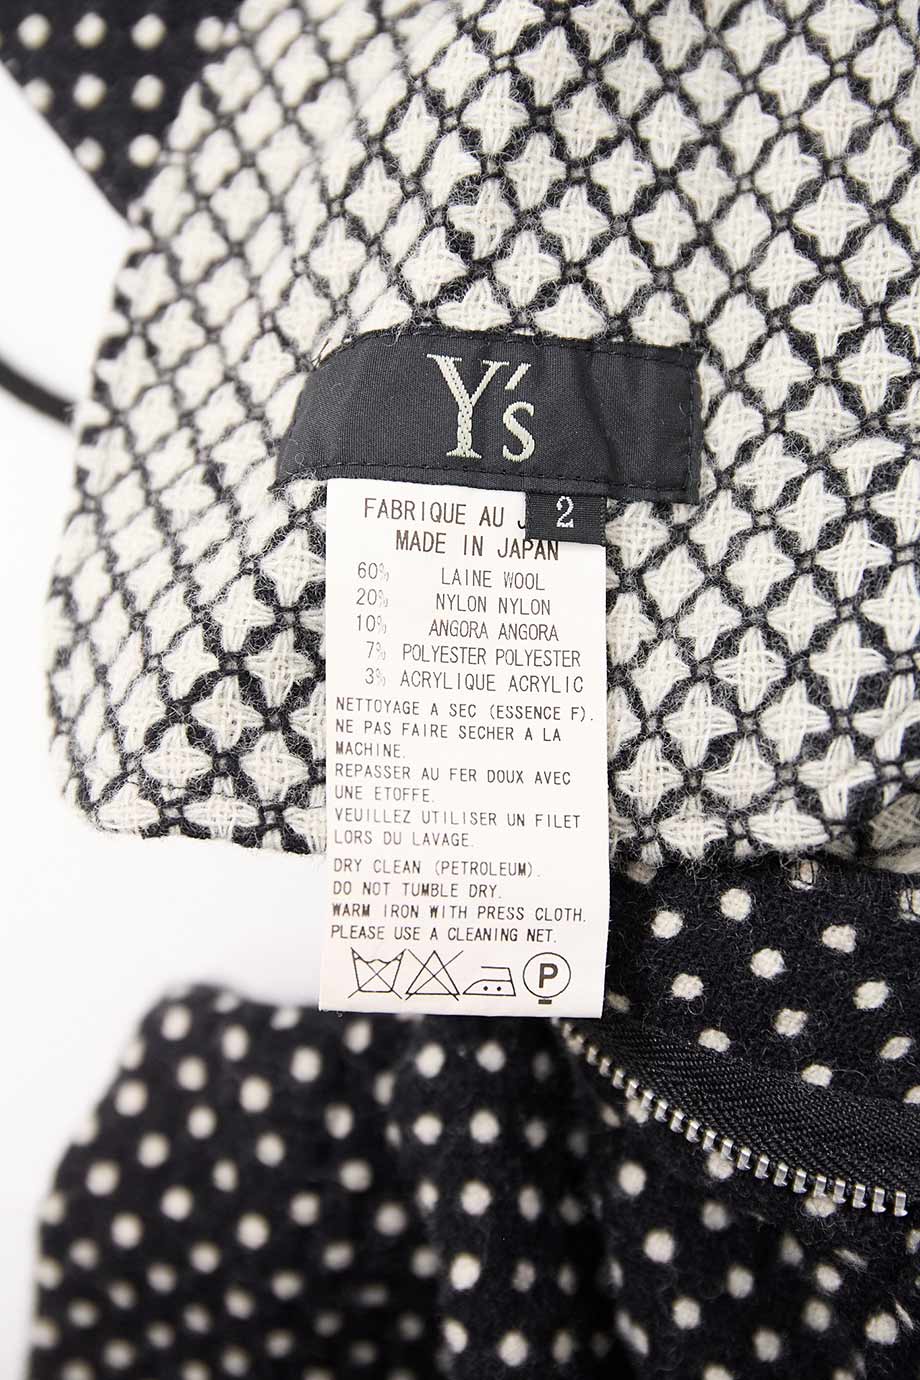 Y's
2
FABRIQUE AU
MADE IN JAPAN
60% LAINE WOOL
20% NYLON NYLON
10% ANGORA ANGORA
7% POLYESTER POLYESTER
3% ACRYLIQUE ACRYLIC
NETTOYAGE A SEC (ESSENCE F).
NE PAS FAIRE SECHER A LA
MACHINE.
REPASSER AU FER DOUX AVEC
UNE ETOFFE.
VEUILLEZ UTILISER UN FILET
LORS DU LAVAGE.
DRY CLEAN (PETROLEUM).
DO NOT TUMBLE DRY.
WARM IRON WITH PRESS CLOTH.
PLEASE USE A CLEANING NET.
P